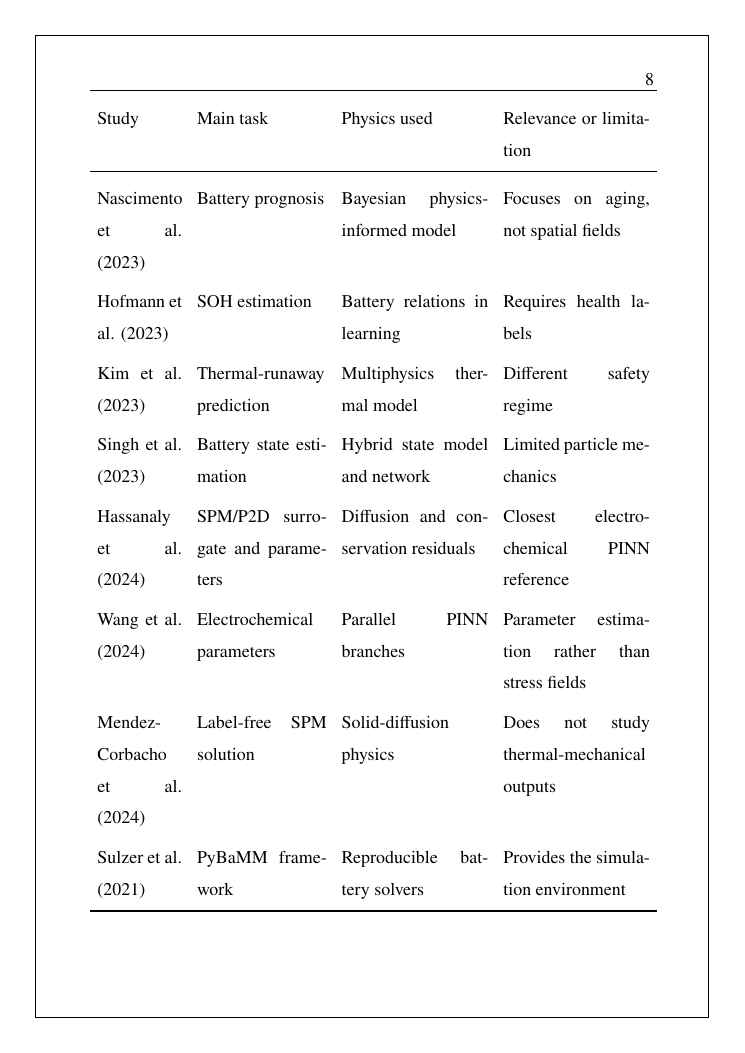 8
Study Main task Physics used Relevance or limita-
tion
Nascimento Battery prognosis Bayesian physics- Focuses on aging,
et al. informed model not spatial fields
(2023)
Hofmann et SOH estimation Battery relations in Requires health la-
al. (2023) learning bels
Kim et al. Thermal-runaway Multiphysics ther- Different safety
(2023) prediction mal model regime
Singh et al. Battery state esti- Hybrid state model Limited particle me-
(2023) mation and network chanics
Hassanaly SPM/P2D surro- Diffusion and con- Closest electro-
et al. gate and parame- servation residuals chemical PINN
(2024) ters reference
Wang et al. Electrochemical Parallel PINN Parameter estima-
(2024) parameters branches tion rather than
stress fields
Mendez- Label-free SPM Solid-diffusion Does not study
Corbacho solution physics thermal-mechanical
et al. outputs
(2024)
Sulzer et al. PyBaMM frame- Reproducible bat- Provides the simula-
(2021) work tery solvers tion environment